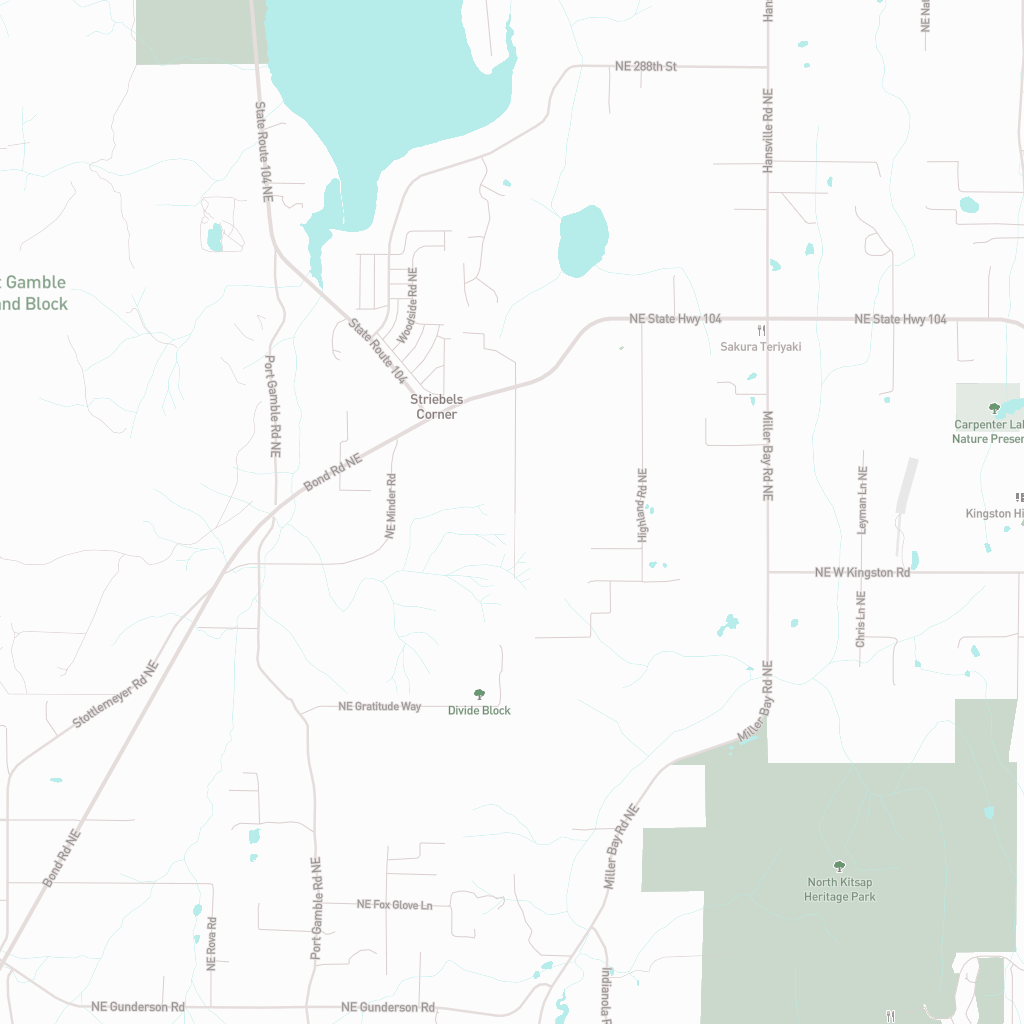 NE 288th St
Hansville Rd NE
State Route 104 NE
t Gamble
and Block
Woodside Rd NE
NE State Hwy 104
NE State Hwy 104
State Route 104
Sakura Teriyaki
Port Gamble Rd NE
Striebels
Corner
Carpenter Lak
Nature Preser
Miller Bay Rd NE
Bond Rd NE
NE Minder Rd
Highland Rd NE
Leyman Ln NE
Kingston Hi
NE W Kingston Rd
Chris Ln NE
Stottlemeyer Rd NE
NE Gratitude Way
Divide Block
Miller Bay Rd NE
Miller Bay Rd NE
Bond Rd NE
North Kitsap
Heritage Park
Port Gamble Rd NE
NE Fox Glove Ln
NE Rova Rd
Indianola
NE Gunderson Rd
NE Gunderson Rd